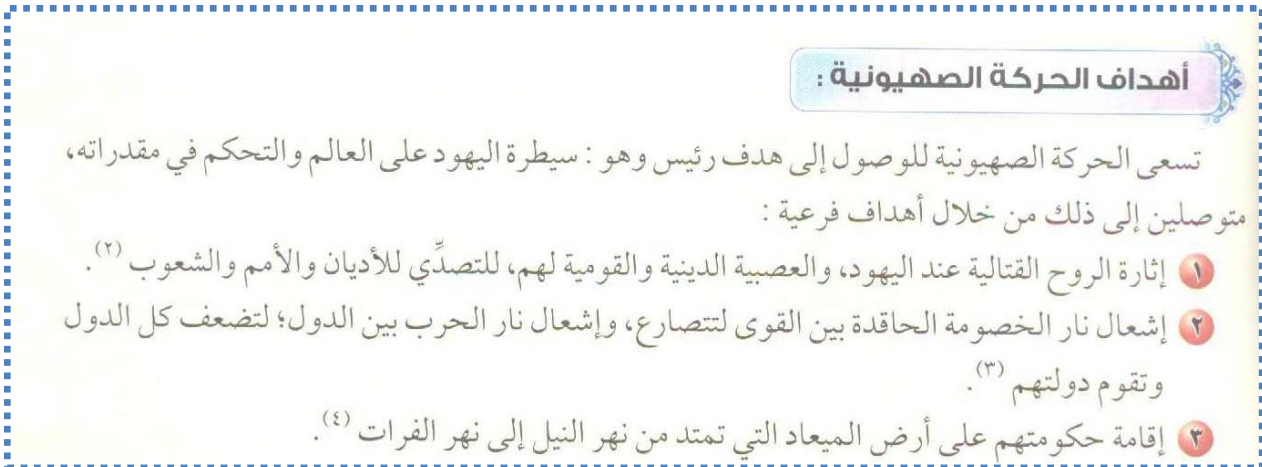 أهداف الحركة الصهيونية :
تسعى الحركة الصهيونية للوصول إلى هدف رئيس وهو : سيطرة اليهود على العالم والتحكم في مقدراته،
متوصلين إلى ذلك من خلال أهداف فرعية :
١ إثارة الروح القتالية عند اليهود، والعصبية الدينية والقومية لهم، للتصدِّي للأديان والأمم والشعوب (٢).
٢ إشعال نار الخصومة الحاقدة بين القوى لتتصارع، وإشعال نار الحرب بين الدول؛ لتضعف كل الدول
وتقوم دولتهم (٣).
٣ إقامة حكومتهم على أرض الميعاد التي تمتد من نهر النيل إلى نهر الفرات (٤).